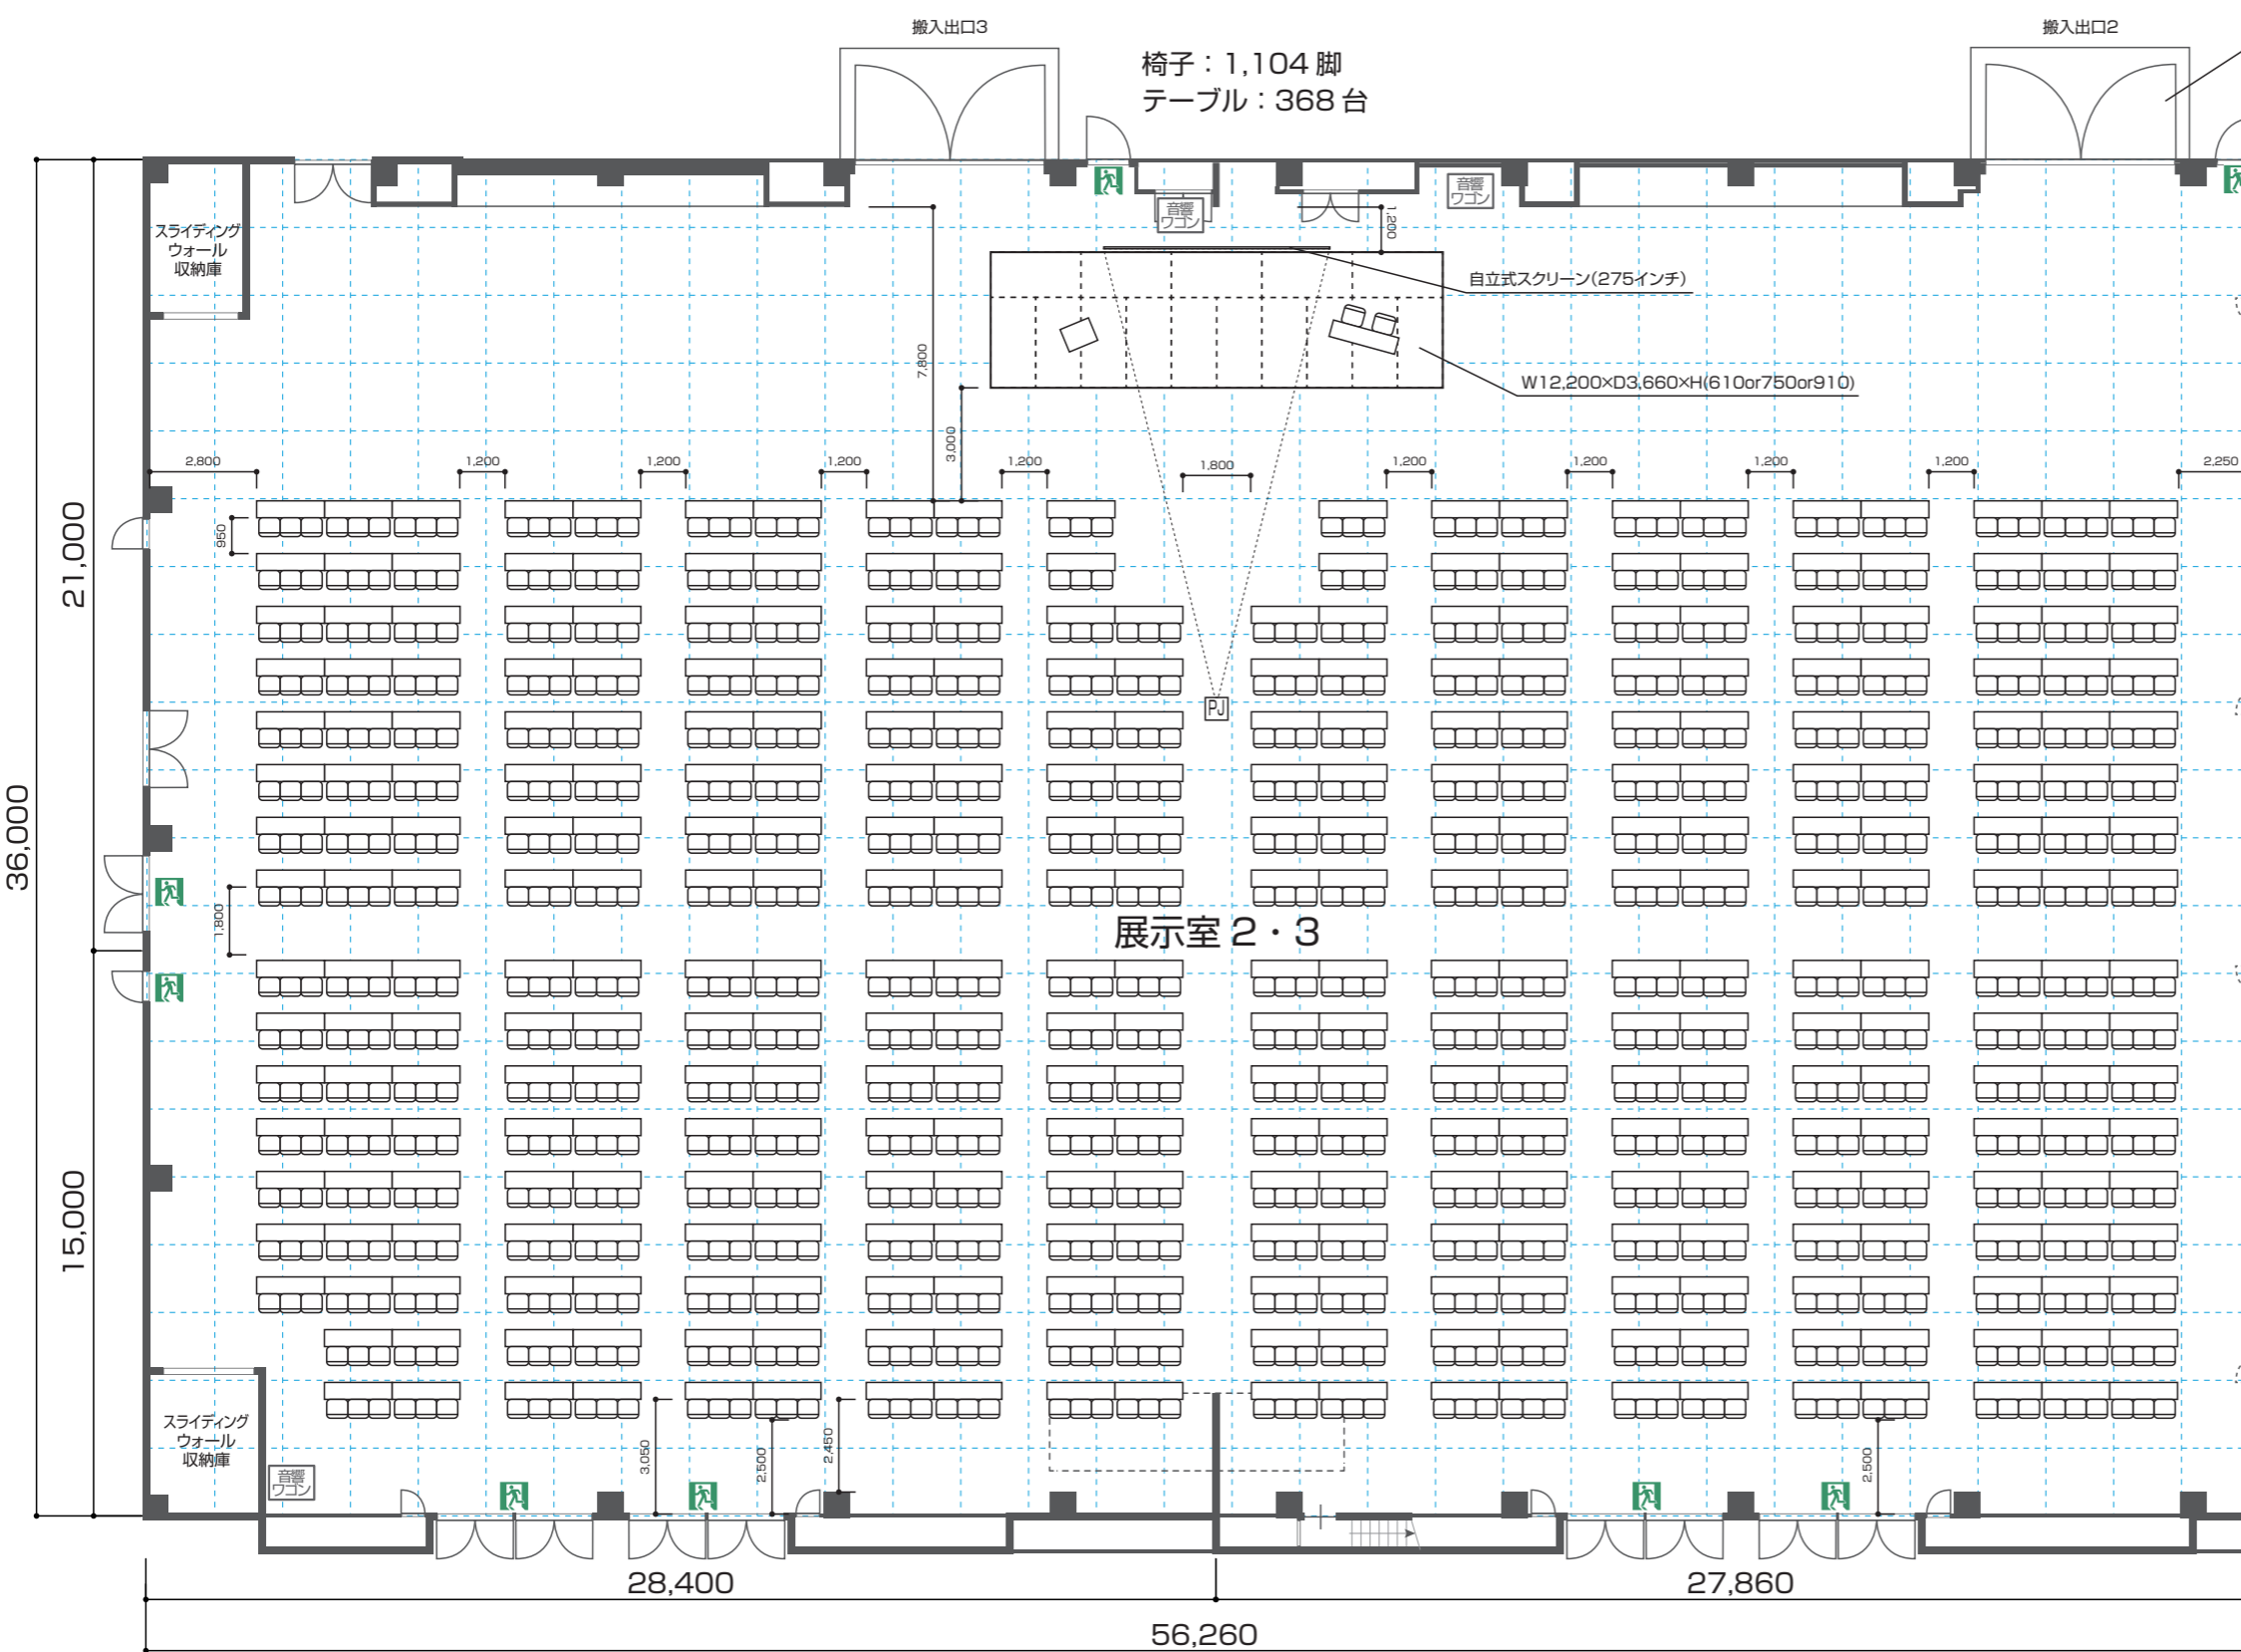 搬入出口3
搬入出口2
椅子：1,104 脚
テーブル：368 台
スライディング
ウォール
収納庫
音響
ワゴン
音響
ワゴン
1,200
自立式スクリーン(275インチ)
7,800
W12,200×D3,660×H(610or750or910)
3,000
2,800
1,200
1,200
1,200
1,200
1,800
1,200
1,200
1,200
1,200
2,250
950
21,000
PJ
36,000
1,800
展示室 2・3
15,000
スライディング
ウォール
収納庫
音響
ワゴン
3,050
2,500
2,450
2,500
28,400
27,860
56,260